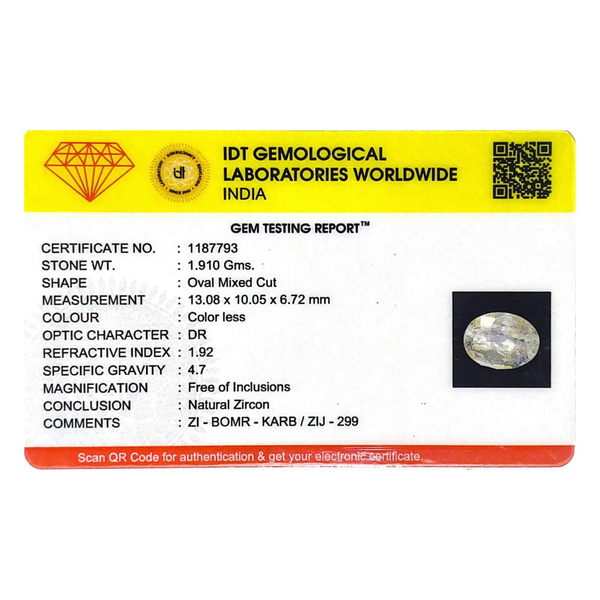 IDT GEMOLOGICAL
LABORATORIES WORLDWIDE
INDIA
GEM TESTING REPORT™
CERTIFICATE NO. : 1187793
STONE WT. : 1.910 Gms.
SHAPE : Oval Mixed Cut
MEASUREMENT : 13.08 x 10.05 x 6.72 mm
COLOUR : Color less
OPTIC CHARACTER : DR
REFRACTIVE INDEX : 1.92
SPECIFIC GRAVITY : 4.7
MAGNIFICATION : Free of Inclusions
CONCLUSION : Natural Zircon
COMMENTS : ZI - BOMR - KARB / ZIJ - 299
Scan QR Code for authentication & get your electronic certificate.